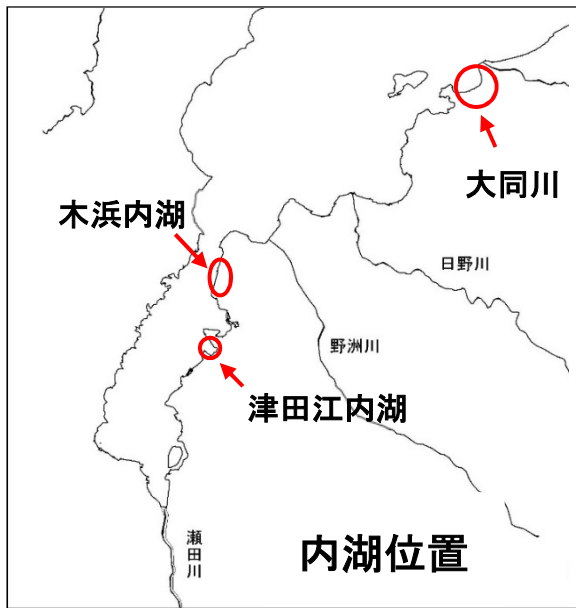 大同川
木浜内湖
日野川
野洲川
津田江内湖
瀬田川
内湖位置